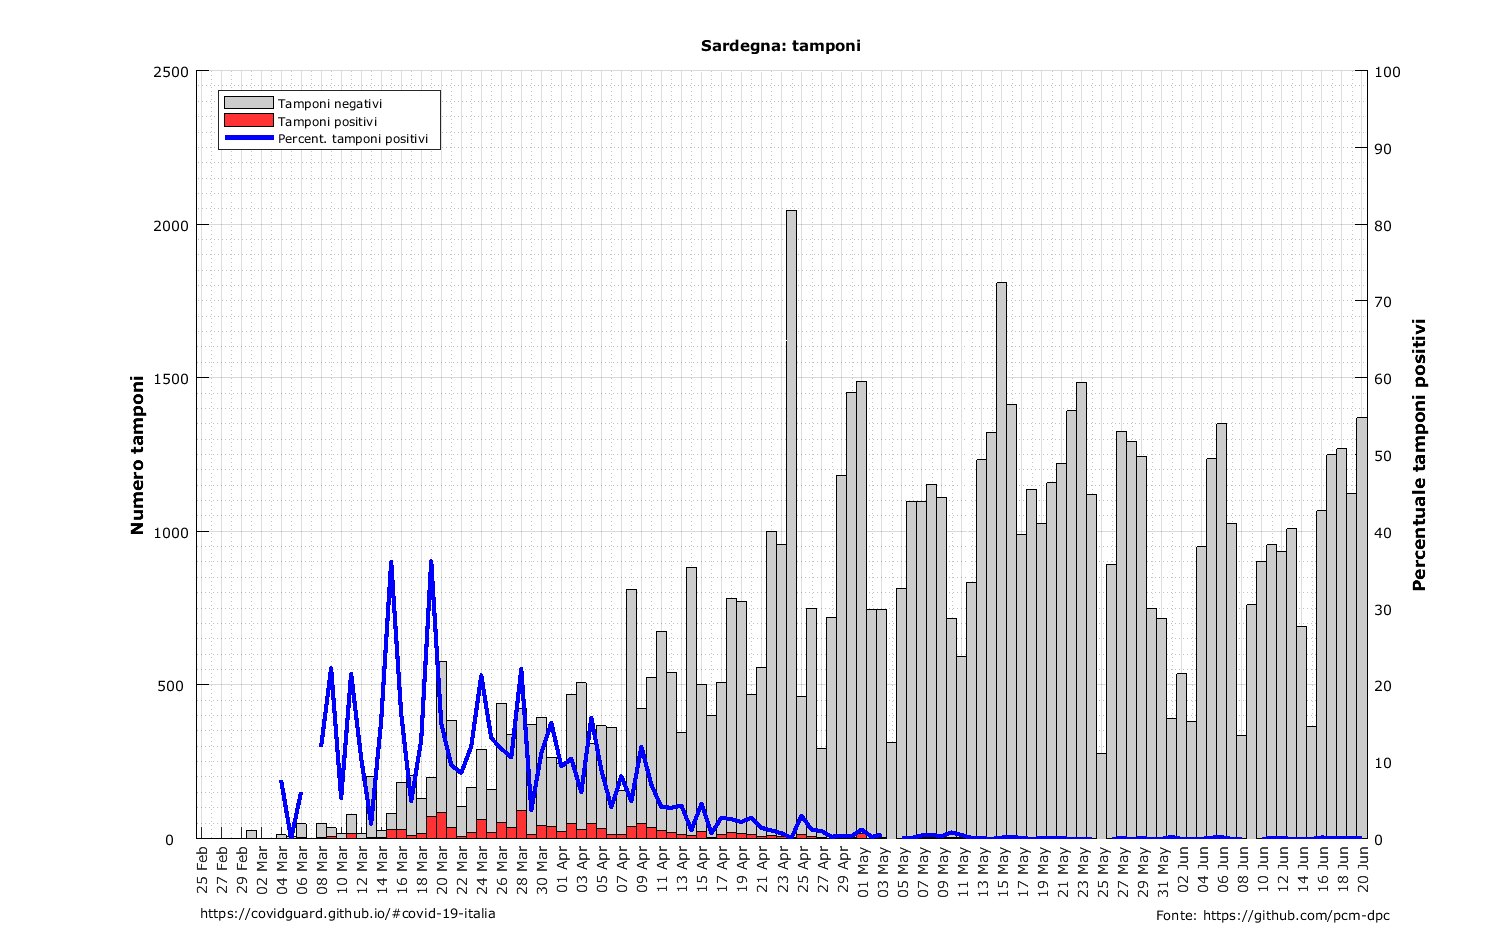 Sardegna: tamponi
Tamponi negativi
Tamponi positivi
Percent. tamponi positivi
Numero tamponi
2500
2000
1500
1000
500
0
Percentuale tamponi positivi
100
90
80
70
60
50
40
30
20
10
0
25 Feb
27 Feb
29 Feb
02 Mar
04 Mar
06 Mar
08 Mar
10 Mar
12 Mar
14 Mar
16 Mar
18 Mar
20 Mar
22 Mar
24 Mar
26 Mar
28 Mar
30 Mar
01 Apr
03 Apr
05 Apr
07 Apr
09 Apr
11 Apr
13 Apr
15 Apr
17 Apr
19 Apr
21 Apr
23 Apr
25 Apr
27 Apr
29 Apr
01 May
03 May
05 May
07 May
09 May
11 May
13 May
15 May
17 May
19 May
21 May
23 May
25 May
27 May
29 May
31 May
02 Jun
04 Jun
06 Jun
08 Jun
10 Jun
12 Jun
14 Jun
16 Jun
18 Jun
20 Jun
https://covidguard.github.io/#covid-19-italia
Fonte: https://github.com/pcm-dpc